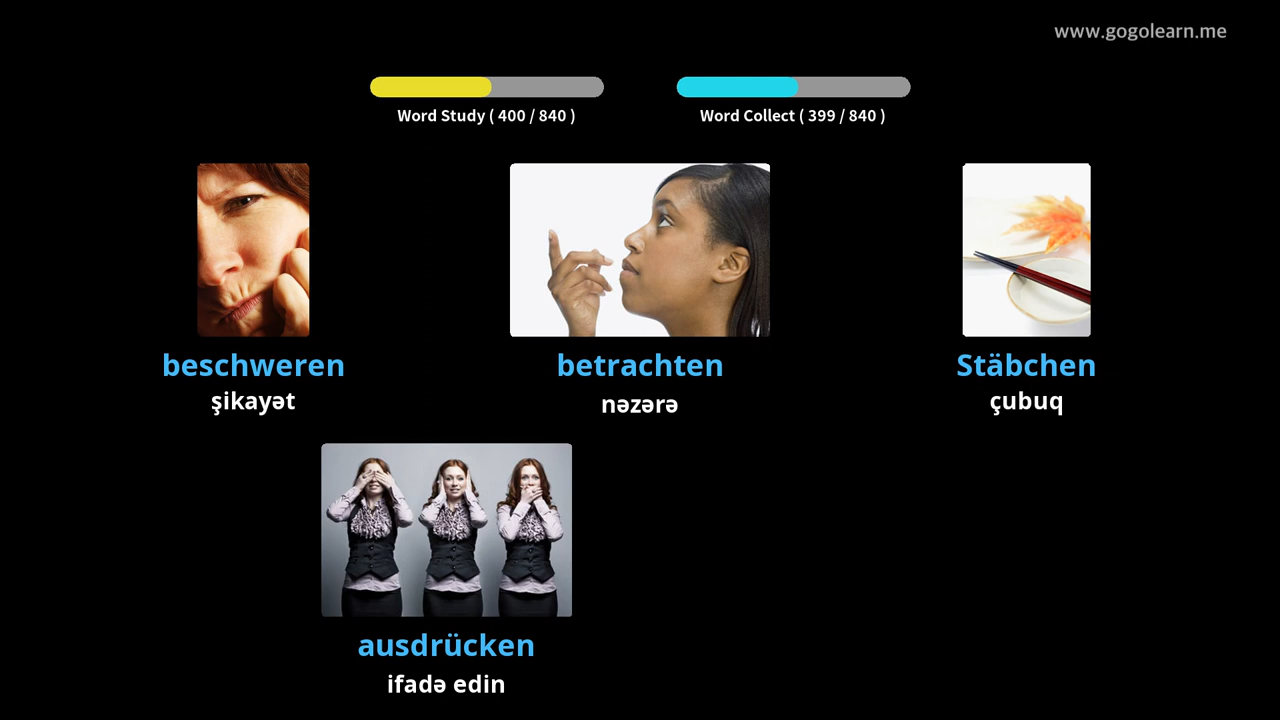 www.gogolearn.me
Word Study ( 400 / 840 )
Word Collect ( 399 / 840 )
beschweren
şikayət
betrachten
nəzərə
Stäbchen
çubuq
ausdrücken
ifadə edin